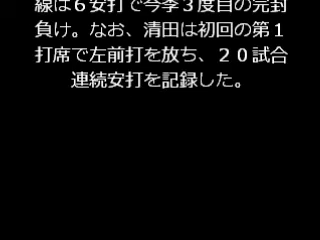 線は６安打で今季３度目の完封
負け。なお、清田は初回の第１
打席で左前打を放ち、２０試合
連続安打を記録した。